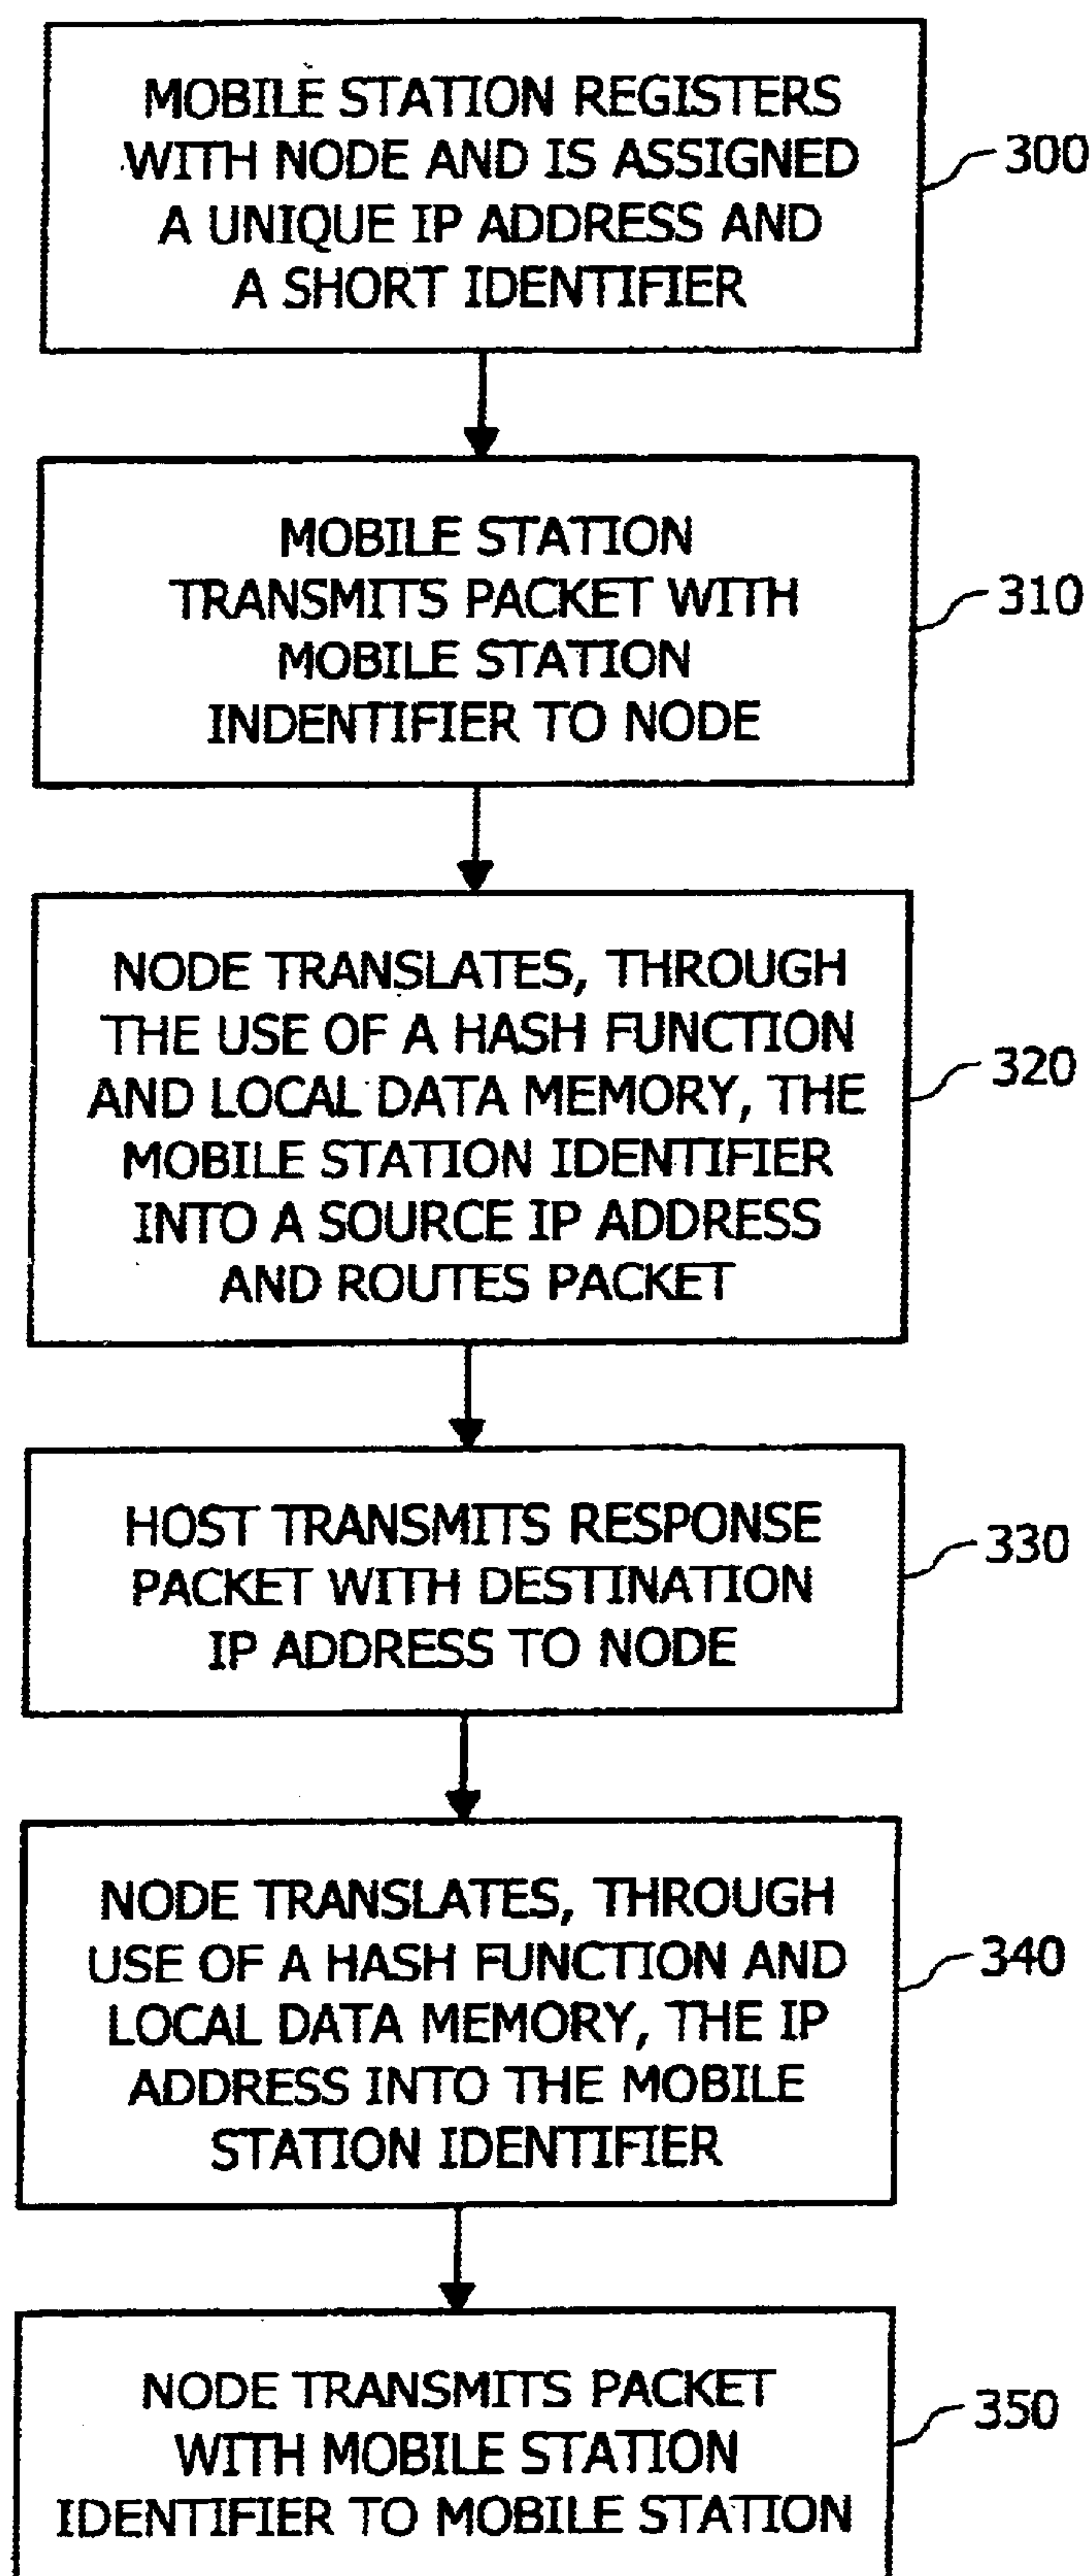 MOBILE STATION REGISTERS
WITH NODE AND IS ASSIGNED
A UNIQUE IP ADDRESS AND
A SHORT IDENTIFIER
300
MOBILE STATION
TRANSMITS PACKET WITH
MOBILE STATION
INDENTIFIER TO NODE
310
NODE TRANSLATES, THROUGH
THE USE OF A HASH FUNCTION
AND LOCAL DATA MEMORY, THE
MOBILE STATION IDENTIFIER
INTO A SOURCE IP ADDRESS
AND ROUTES PACKET
320
HOST TRANSMITS RESPONSE
PACKET WITH DESTINATION
IP ADDRESS TO NODE
330
NODE TRANSLATES, THROUGH
USE OF A HASH FUNCTION AND
LOCAL DATA MEMORY, THE IP
ADDRESS INTO THE MOBILE
STATION IDENTIFIER
340
NODE TRANSMITS PACKET
WITH MOBILE STATION
IDENTIFIER TO MOBILE STATION
350